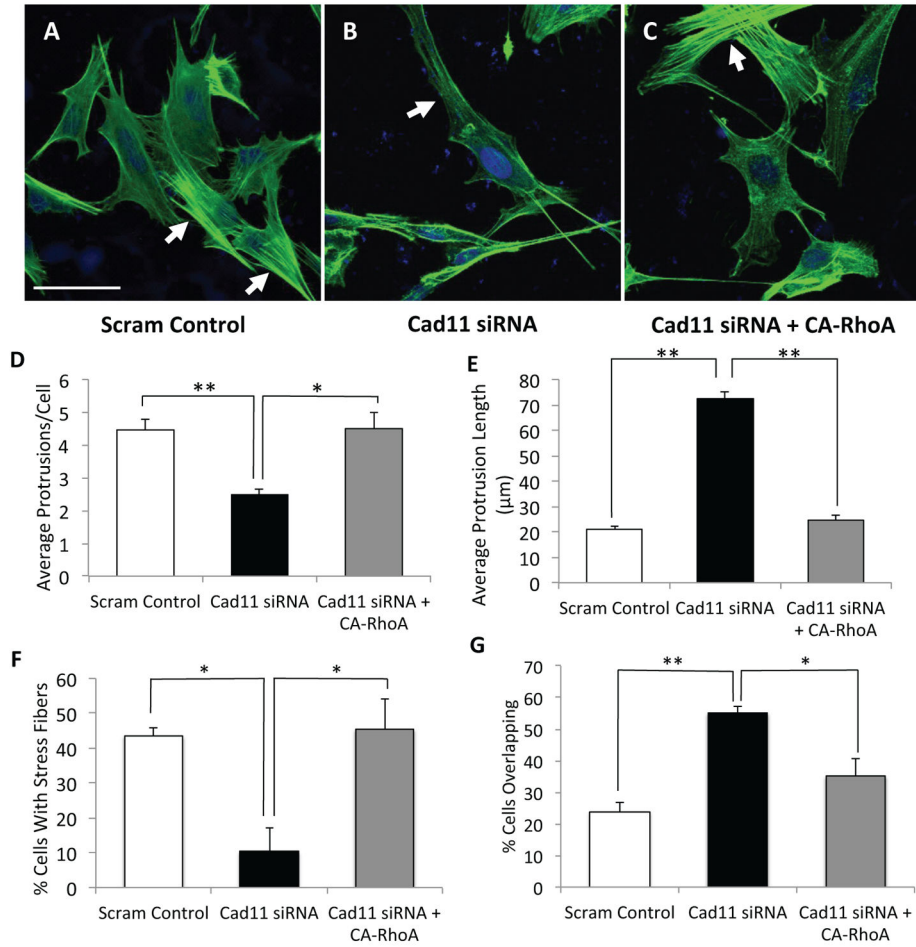 A
B
C
Scram Control
Cad11 siRNA
Cad11 siRNA + CA-RhoA
D
Average Protrusions/Cell
6
5
4
3
2
1
0
**
*
Scram Control
Cad11 siRNA
Cad11 siRNA +
CA-RhoA
E
Average Protrusion Length
(μm)
80
70
60
50
40
30
20
10
0
**
**
Scram Control
Cad11 siRNA
Cad11 siRNA
+ CA-RhoA
F
% Cells With Stress Fibers
60
50
40
30
20
10
0
*
*
Scram Control
Cad11 siRNA
Cad11 siRNA +
CA-RhoA
G
% Cells Overlapping
70
60
50
40
30
20
10
0
**
*
Scram Control
Cad11 siRNA
Cad11 siRNA +
CA-RhoA